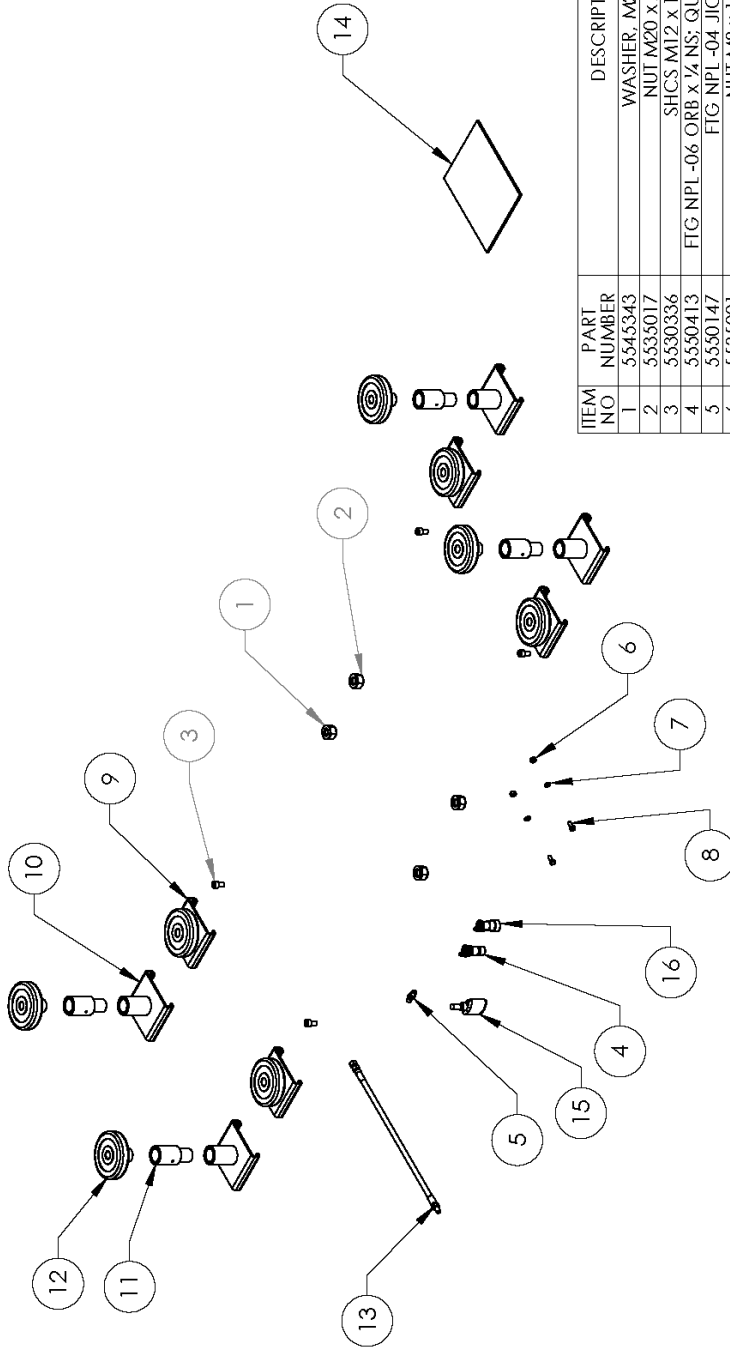 10
12
9
11
3
1
2
14
13
5
15
4
6
16
7
8
ITEM NO PART NUMBER
1 5545343 WASHER,
2 5535017 NUT M20 x
3 5530336 SHCS M12 x
4 5550413 FTG NPL -06 ORB x ¼ NS;
5 5550147 FTG NPL -04 JIC